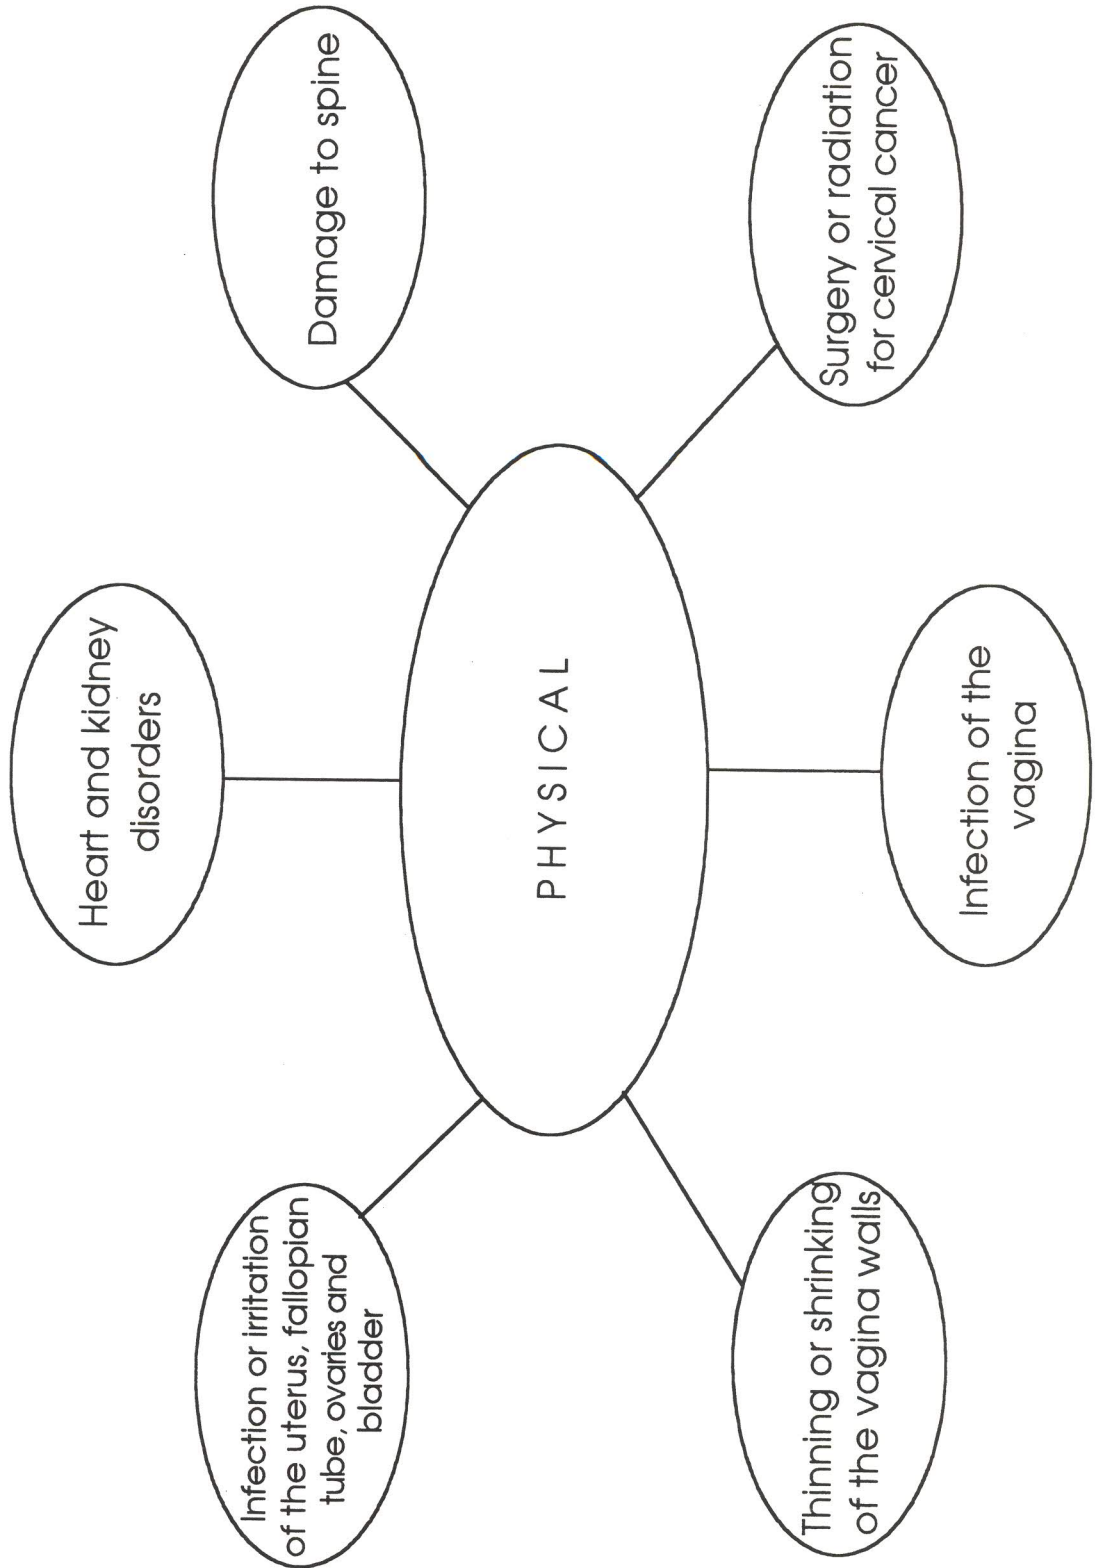 Infection or irritation
of the uterus, fallopian
tube, ovaries and
bladder
Heart and kidney
disorders
Damage to spine
PHYSICAL
Thinning or shrinking
of the vagina walls
Infection of the
vagina
Surgery or radiation
for cervical cancer